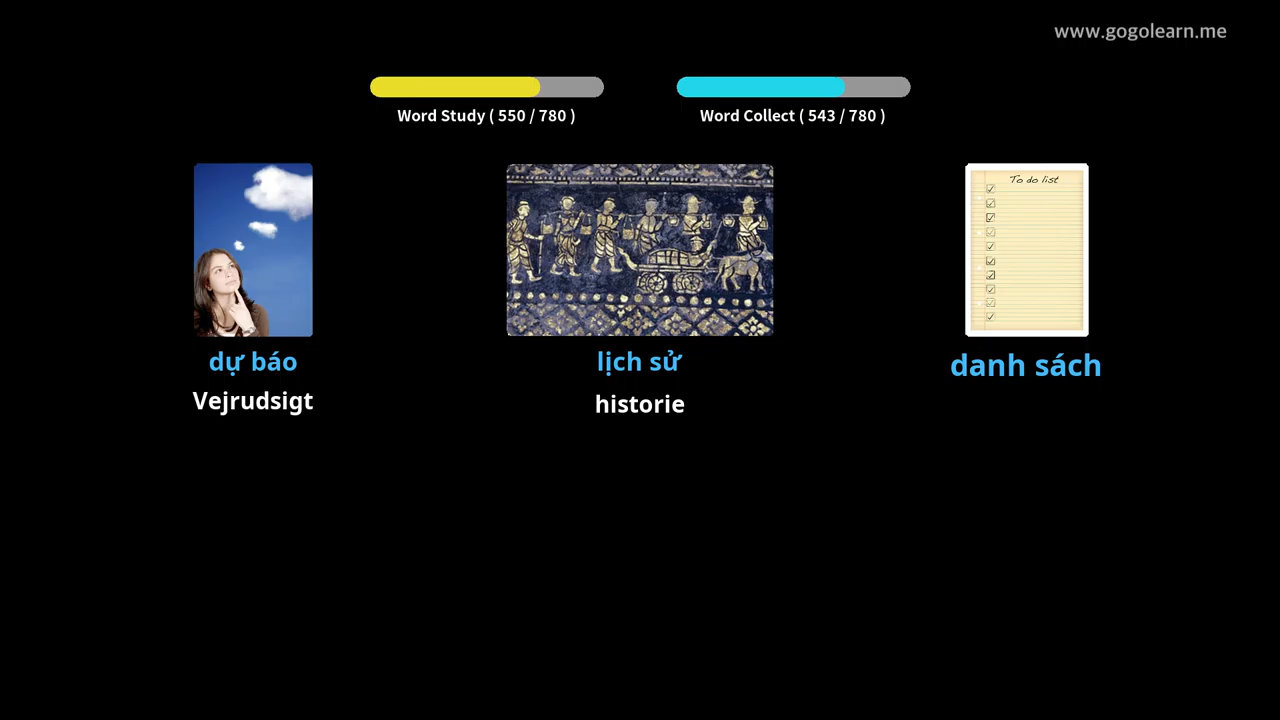 www.gogolearn.me
Word Study ( 550 / 780 )
Word Collect ( 543 / 780 )
To do list
dự báo
lịch sử
danh sách
Vejrudsigt
historie